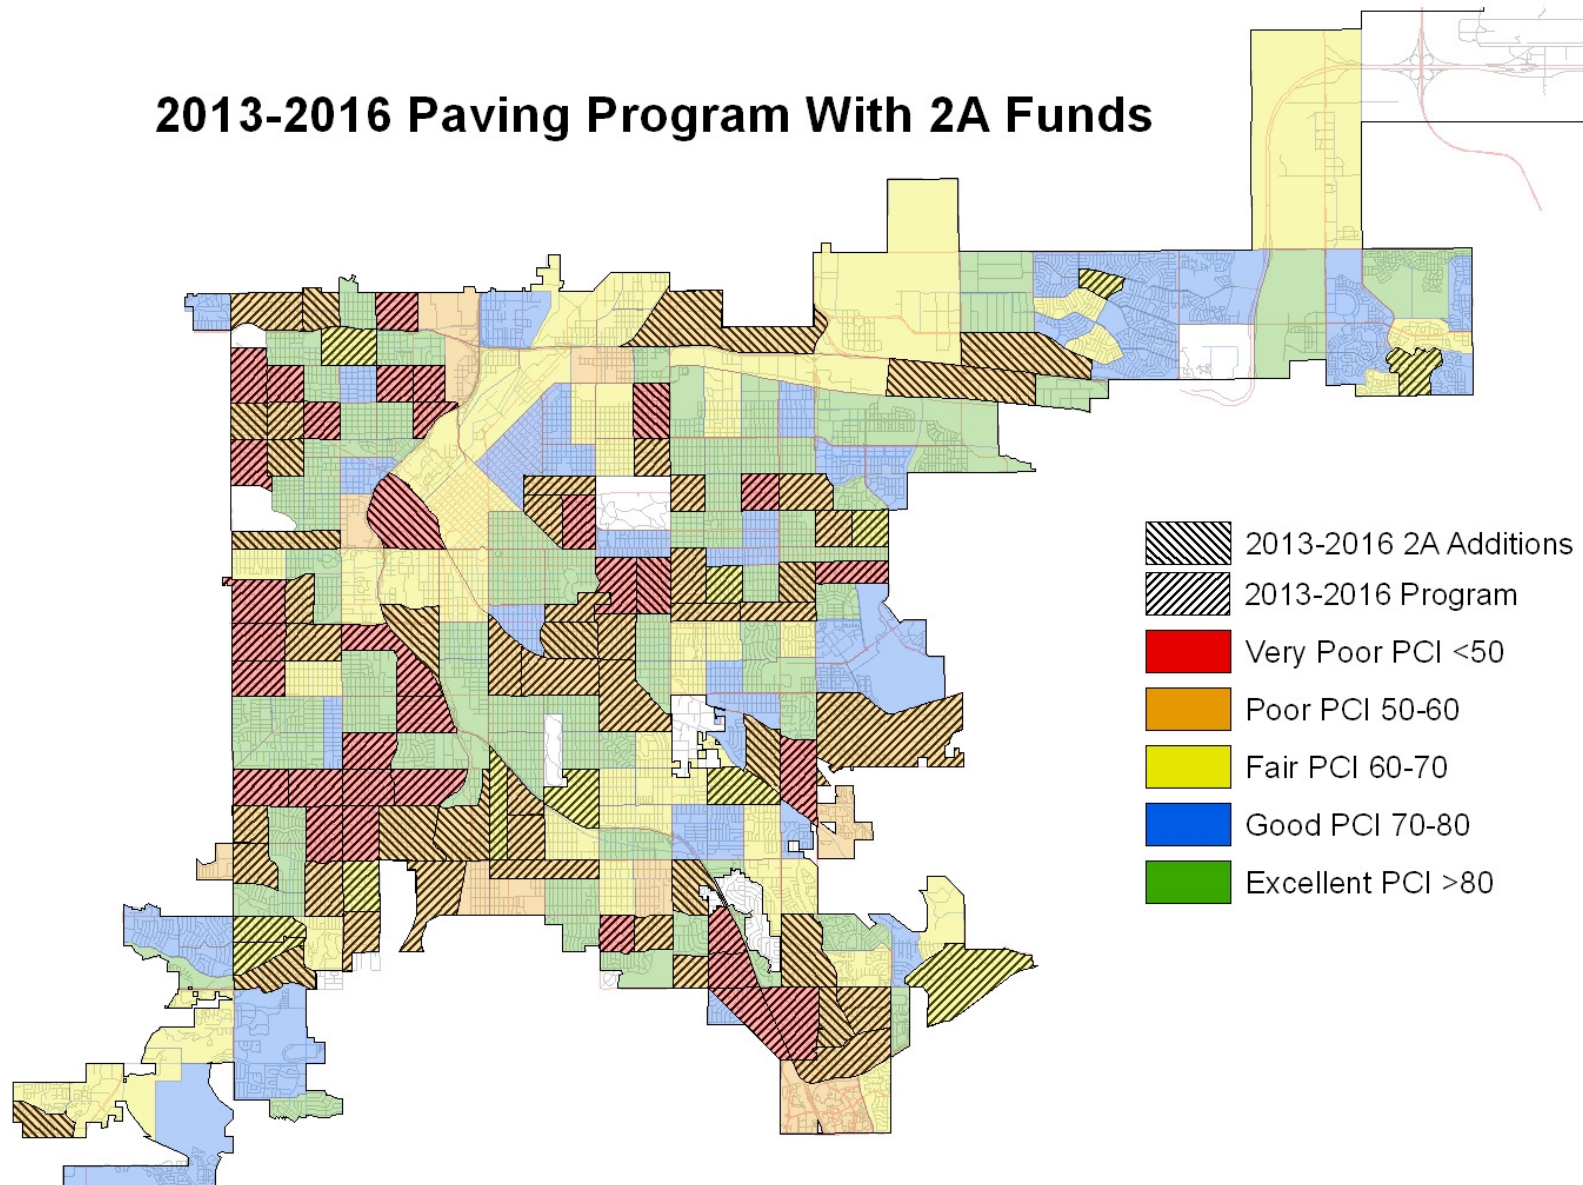 2013-2016 Paving Program With 2A Funds
2013-2016 2A Additions
2013-2016 Program
Very Poor PCI <50
Poor PCI 50-60
Fair PCI 60-70
Good PCI 70-80
Excellent PCI >80